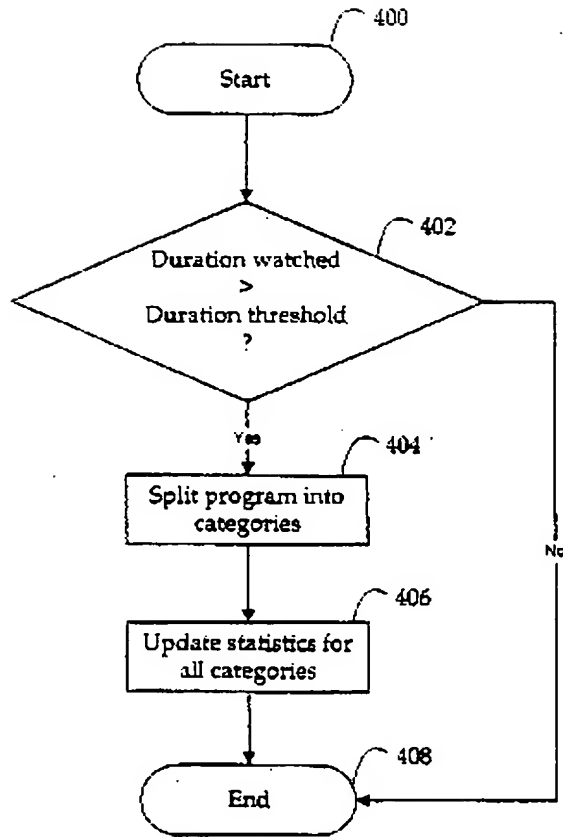 400
Start
402
Duration watched
>
Duration threshold
?
Yes
404
Split program into
categories
No
406
Update statistics for
all categories
408
End